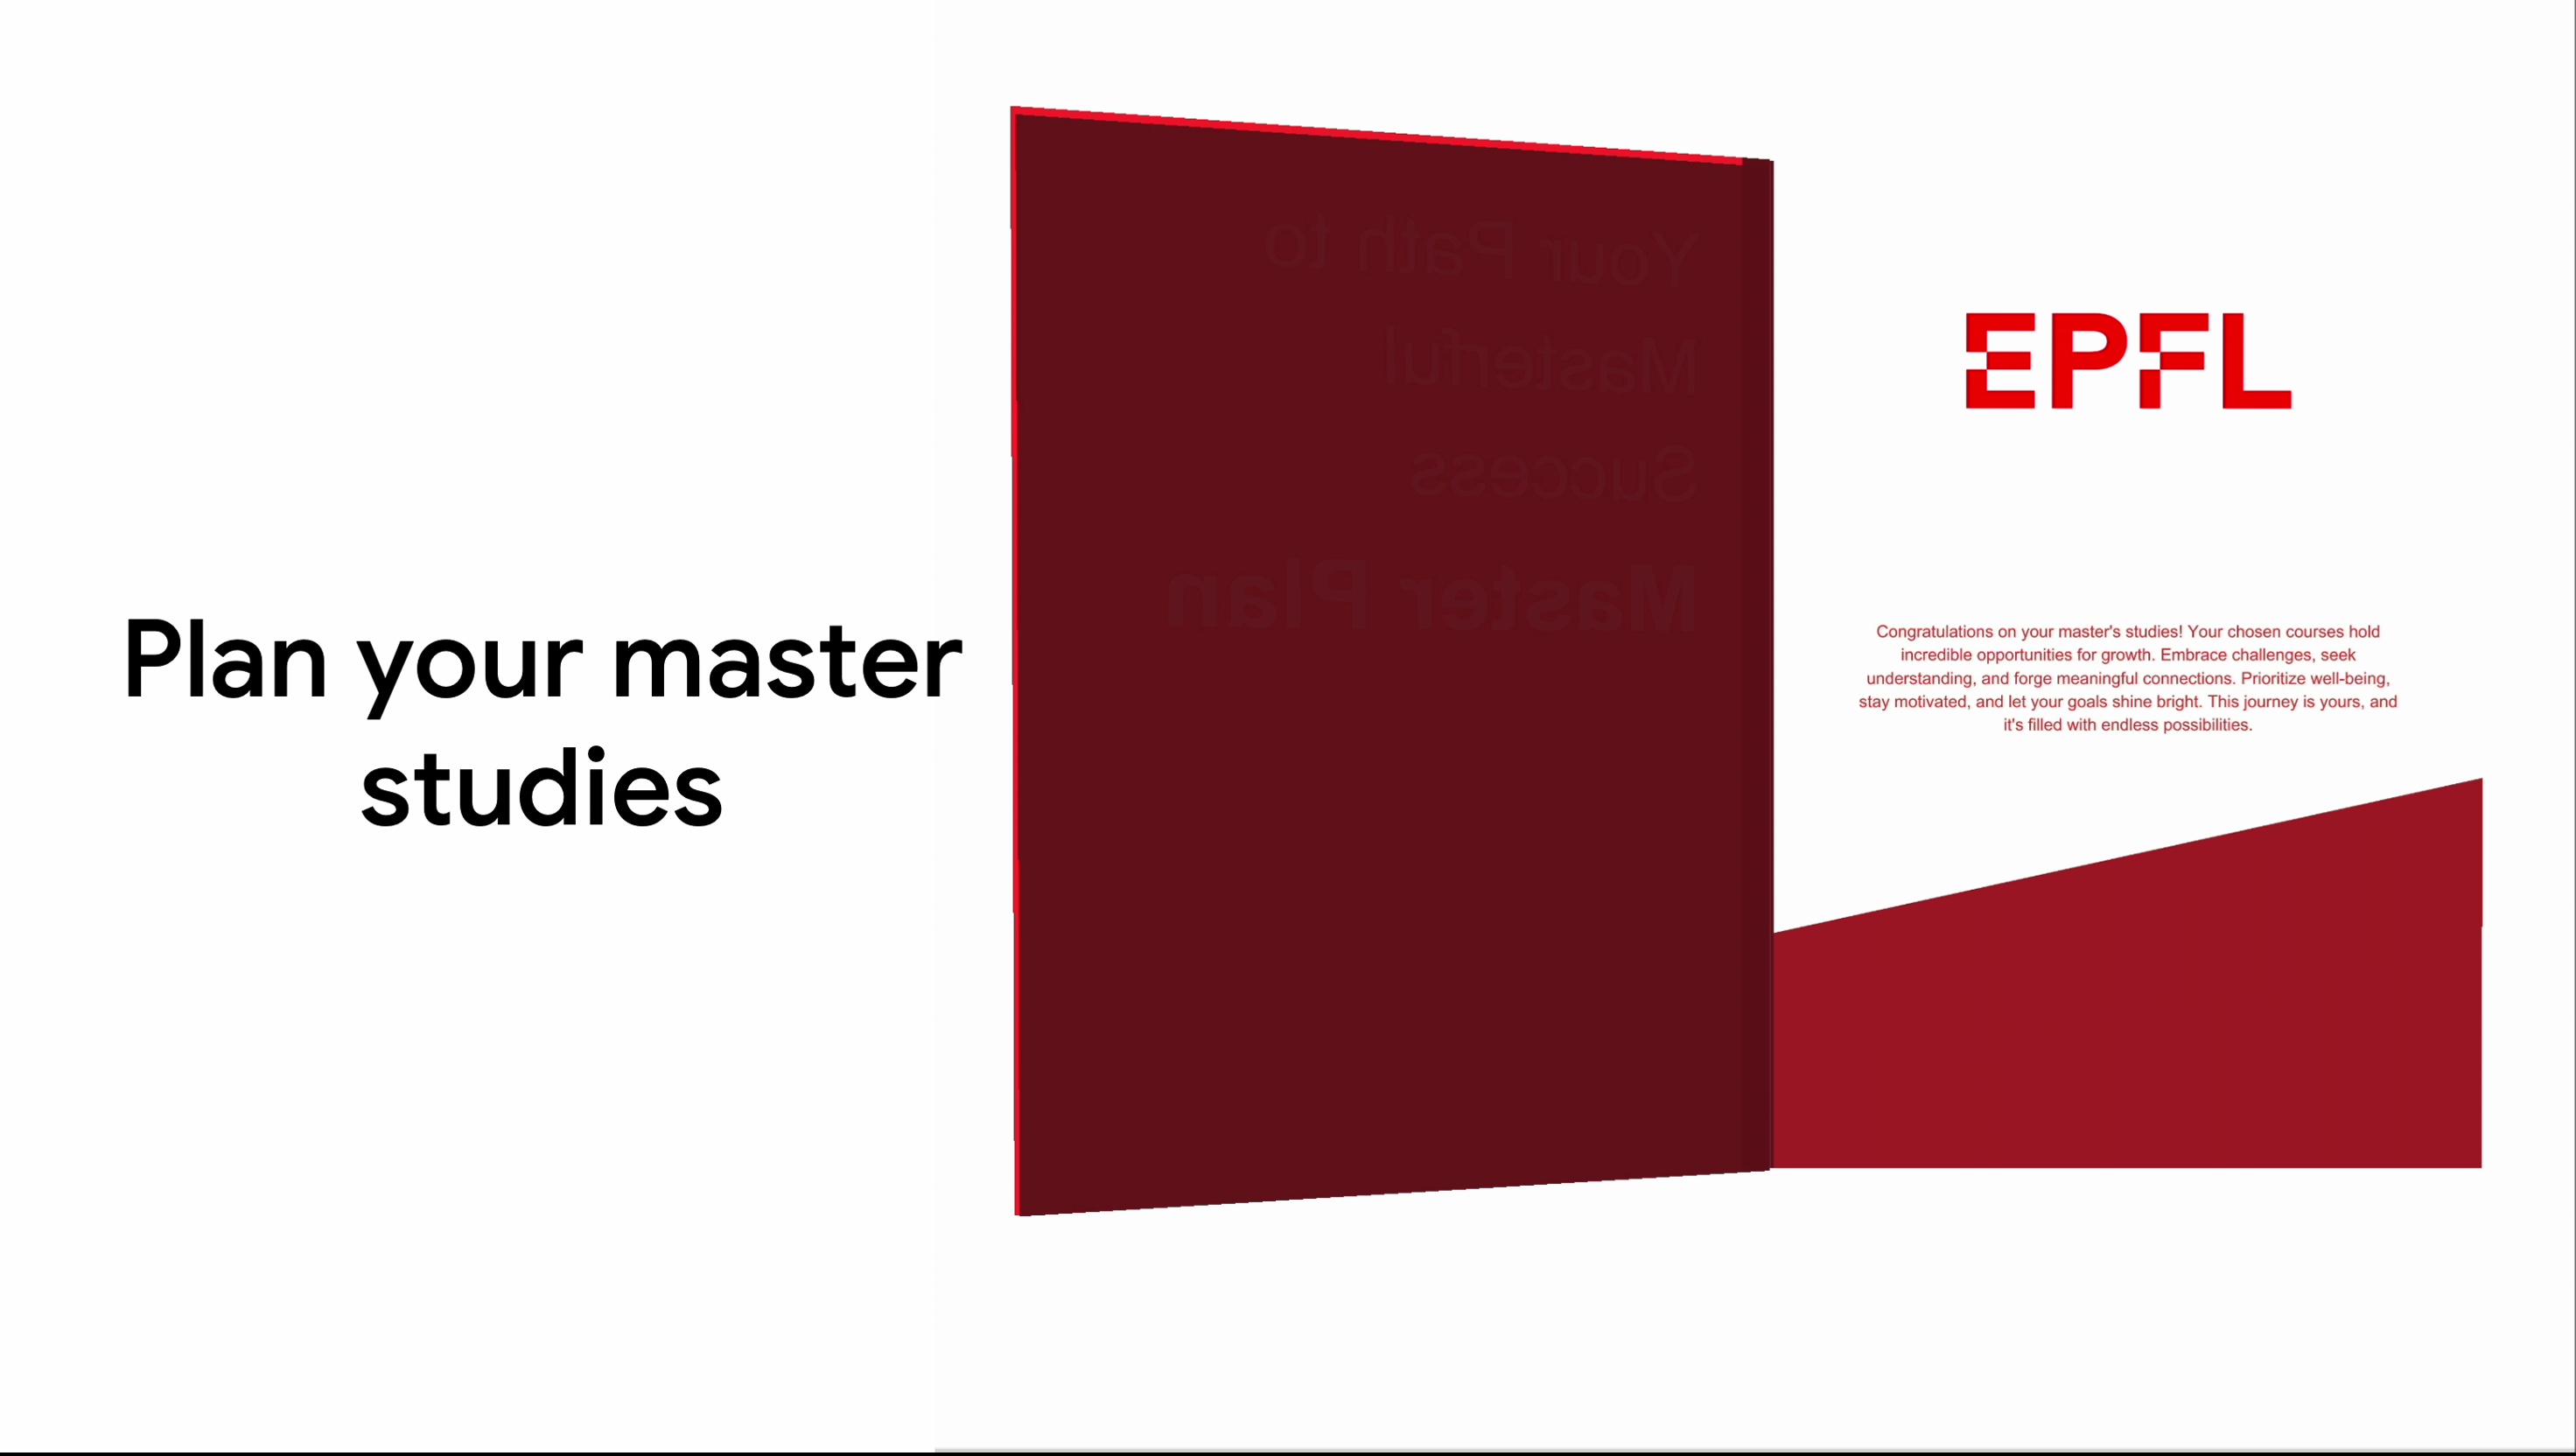 Plan your master
studies
Your Path to
Masterful
Success
Master Plan
EPFL
Congratulations on your master's studies! Your chosen courses hold
incredible opportunities for growth. Embrace challenges, seek
understanding, and forge meaningful connections. Prioritize well-being,
stay motivated, and let your goals shine bright. This journey is yours, and
it's filled with endless possibilities.